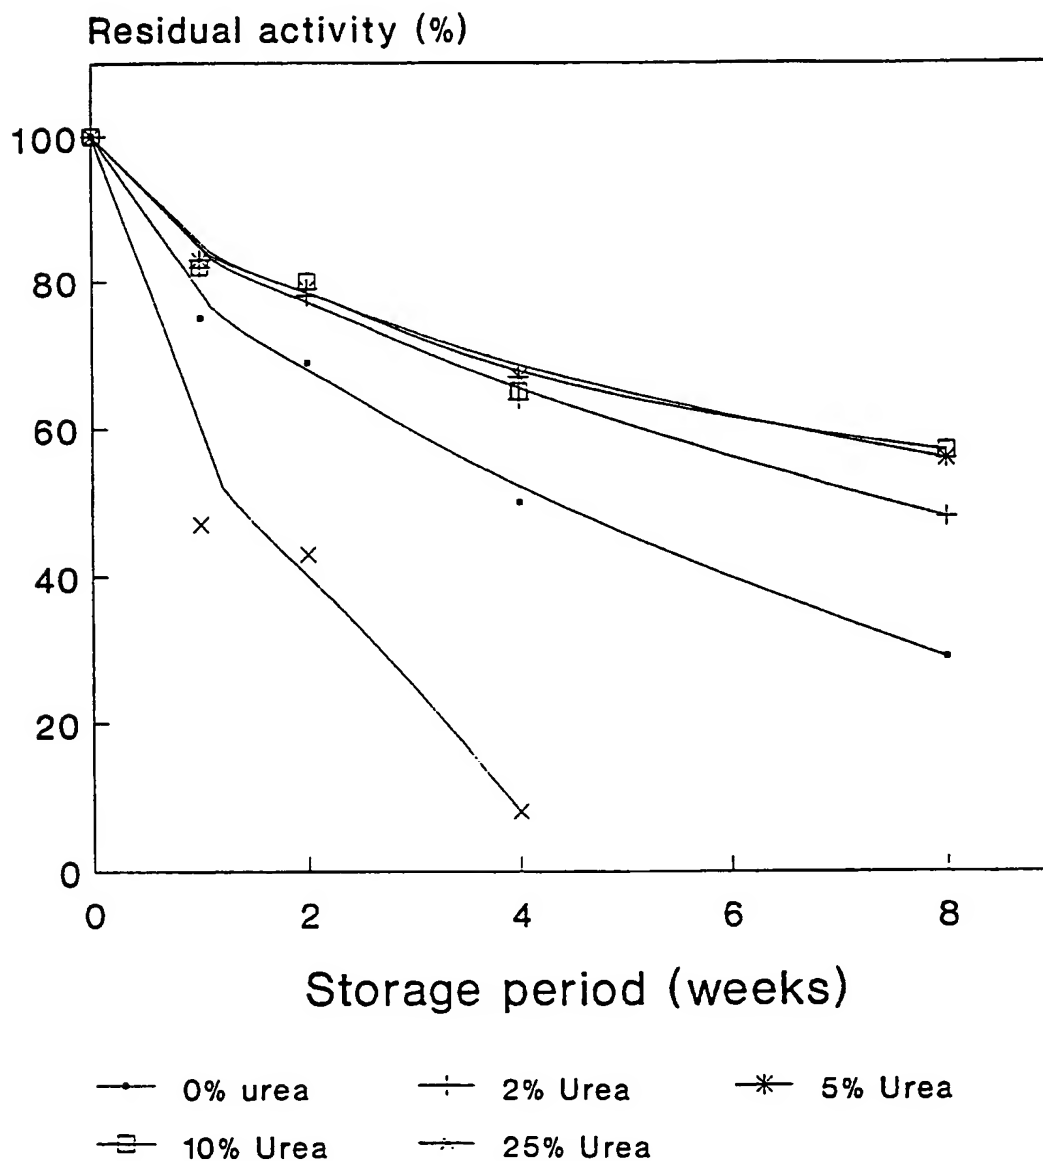 Residual activity (%)
100
80
60
40
20
0
0 2 4 6 8
Storage period (weeks)
0% urea 2% Urea 5% Urea
10% Urea 25% Urea